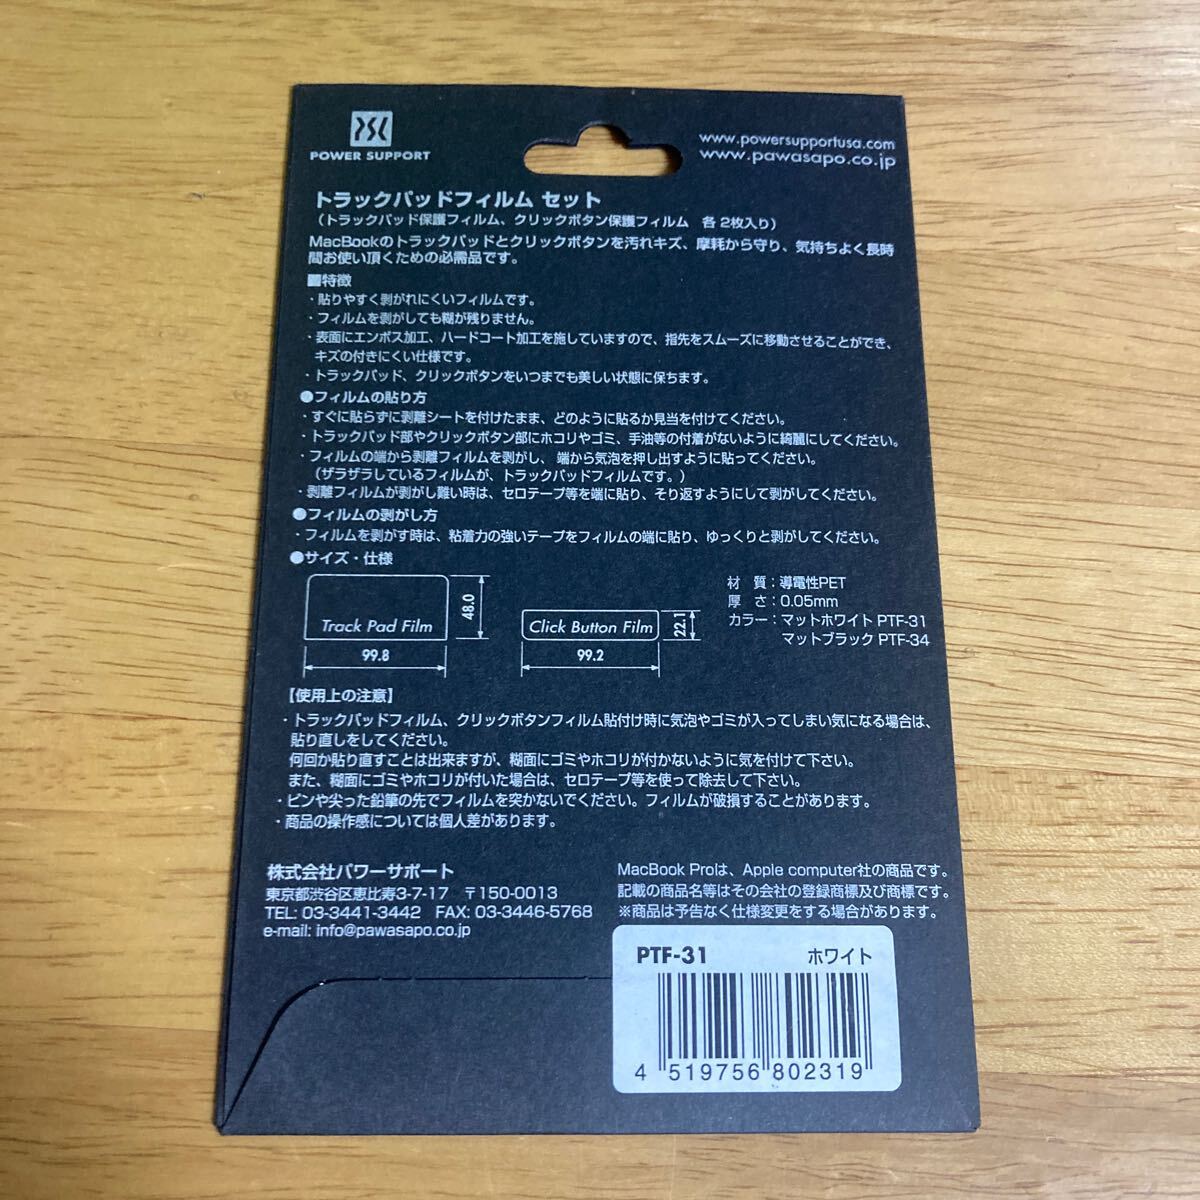 POWER SUPPORT
www.powersupportusa.com
www.pawasapo.co.jp
トラックパッドフィルム セット
(トラックパッド保護フィルム、クリックボタン保護フィルム 各2枚入り)
MacBookのトラックパッドとクリックボタンを汚れキズ、摩耗から守り、気持ちよく長時
間お使い頂くための必需品です。
■特徴
・貼りやすく剥がれにくいフィルムです。
・フィルムを剥がしても糊が残りません。
・表面にエンボス加工、ハードコート加工を施していますので、指先をスムーズに移動させることができ、
キズの付きにくい仕様です。
・トラックパッド、クリックボタンをいつまでも美しい状態に保ちます。
●フィルムの貼り方
・すぐに貼らずに剥離シートを付けたまま、どのように貼るか見当を付けてください。
・トラックパッド部やクリックボタン部にホコリやゴミ、手油等の付着がないように綺麗にしてください。
・フィルムの端から剥離フィルムを剥がし、端から気泡を押し出すように貼ってください。
(ザラザラしているフィルムが、トラックパッドフィルムです。)
・剥離フィルムが剥がし難い時は、セロテープ等を端に貼り、そり返すようにして剥がしてください。
●フィルムの剥がし方
・フィルムを剥がす時は、粘着力の強いテープをフィルムの端に貼り、ゆっくりと剥がしてください。
●サイズ・仕様
Track Pad Film
48.0
99.8
Click Button Film
22.1
99.2
材 質：導電性PET
厚 さ：0.05mm
カラー：マットホワイト PTF-31
マットブラック PTF-34
【使用上の注意】
・トラックパッドフィルム、クリックボタンフィルム貼付け時に気泡やゴミが入ってしまい気になる場合は、
貼り直しをしてください。
何回か貼り直すことは出来ますが、糊面にゴミやホコリが付かないように気を付けて下さい。
また、糊面にゴミやホコリが付いた場合は、セロテープ等を使って除去して下さい。
・ピンや尖った鉛筆の先でフィルムを突かないでください。フィルムが破損することがあります。
・商品の操作感については個人差があります。
株式会社パワーサポート
東京都渋谷区恵比寿3-7-17 〒150-0013
TEL: 03-3441-3442 FAX: 03-3446-5768
e-mail: info@pawasapo.co.jp
MacBook Proは、Apple computer社の商品です。
記載の商品名等はその会社の登録商標及び商標です。
※商品は予告なく仕様変更をする場合があります。
PTF-31 ホワイト
4 519756 802319